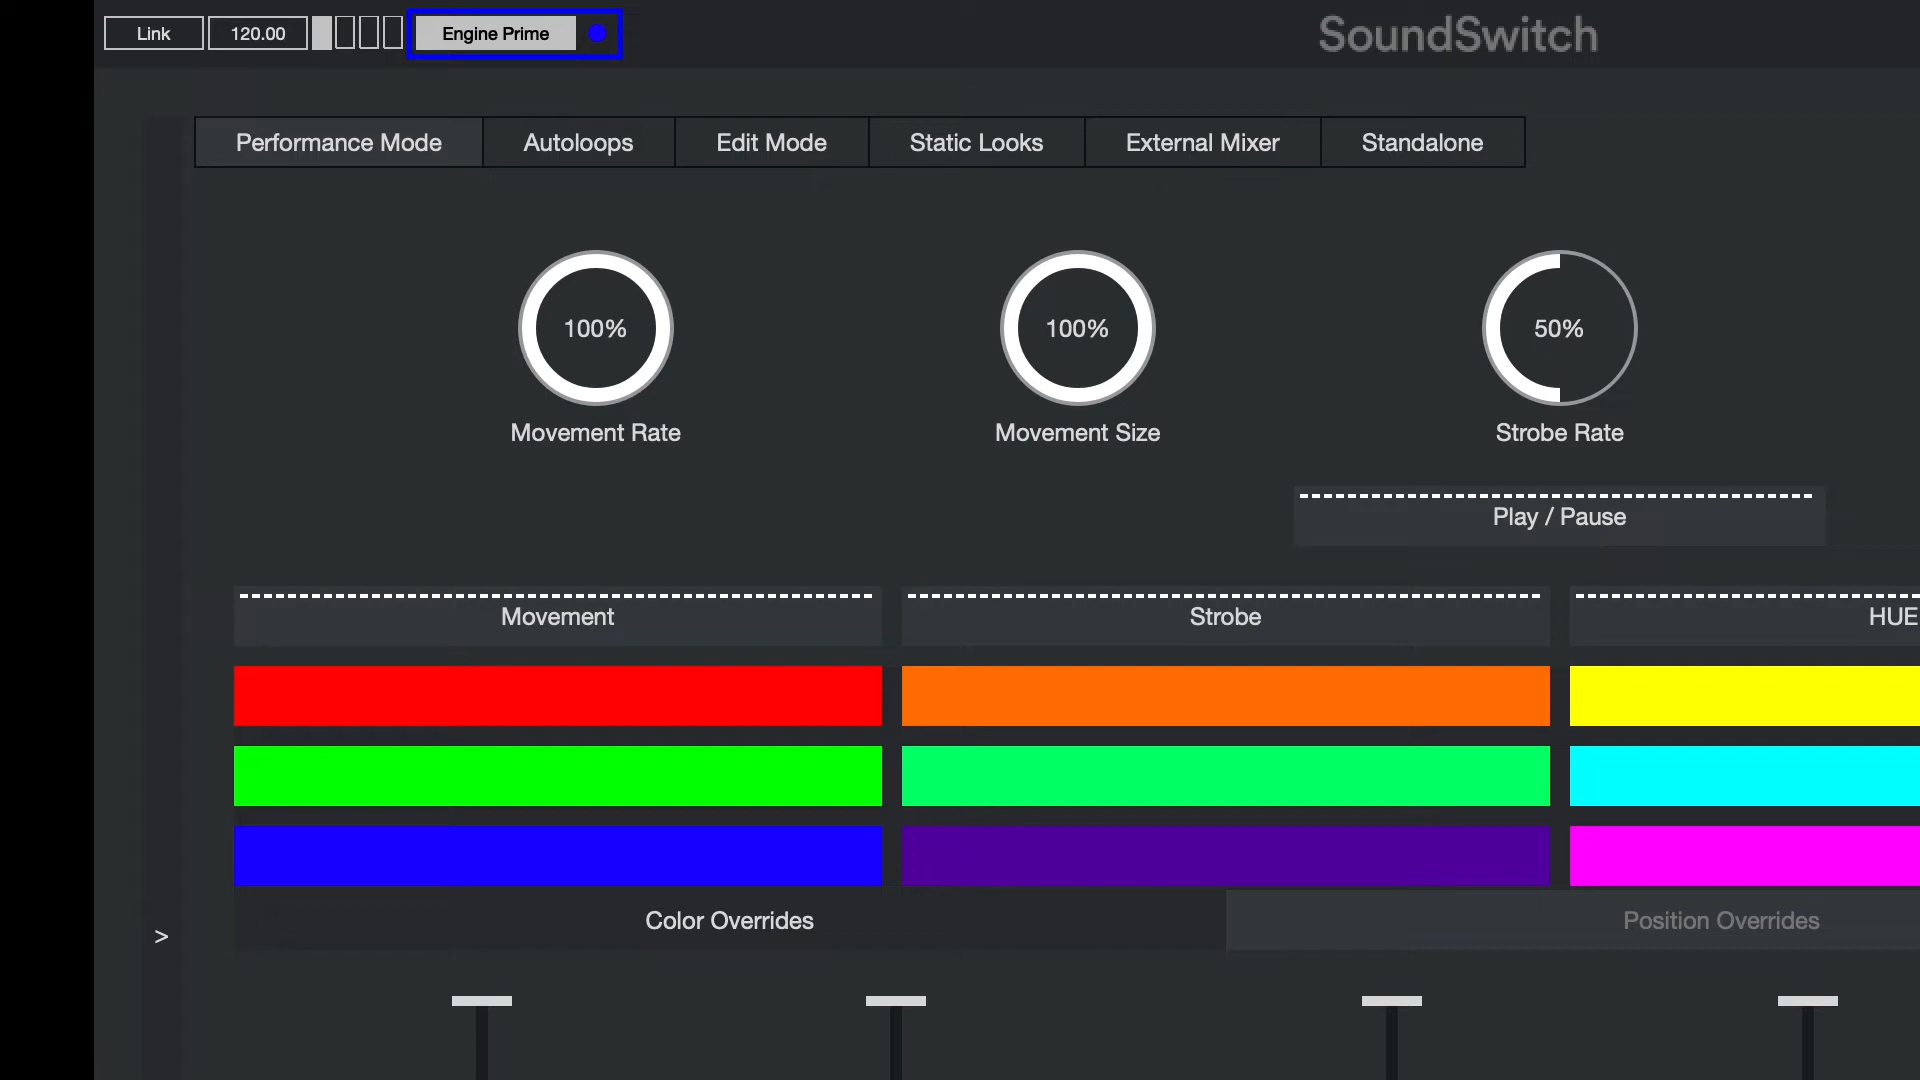 Link 120.00 Engine Prime SoundSwitch
Performance Mode Autoloops Edit Mode Static Looks External Mixer Standalone
100% 100% 50%
Movement Rate Movement Size Strobe Rate
Play / Pause
Movement Strobe HUE
Color Overrides Position Overrides
>